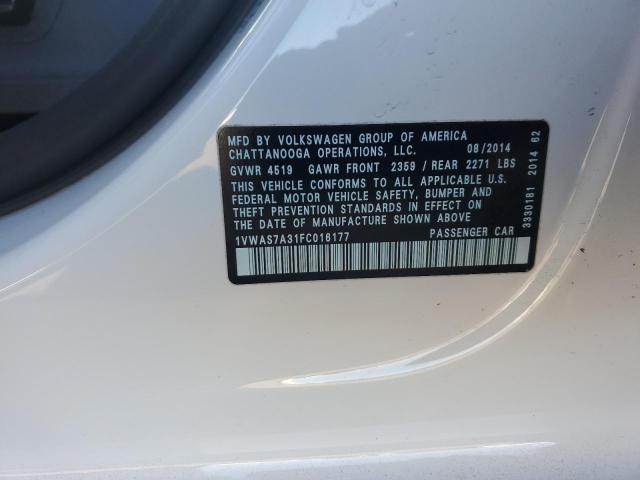 MFD BY VOLKSWAGEN GROUP OF AMERICA
CHATTANOOGA OPERATIONS, LLC. 08/2014
GVWR 4519 GAWR FRONT 2359 / REAR 2271 LBS
THIS VEHICLE CONFORMS TO ALL APPLICABLE U.S.
FEDERAL MOTOR VEHICLE SAFETY, BUMPER AND
THEFT PREVENTION STANDARDS IN EFFECT ON
THE DATE OF MANUFACTURE SHOWN ABOVE
1VWAS7A31FC016177 PASSENGER CAR
3330181 2014 62